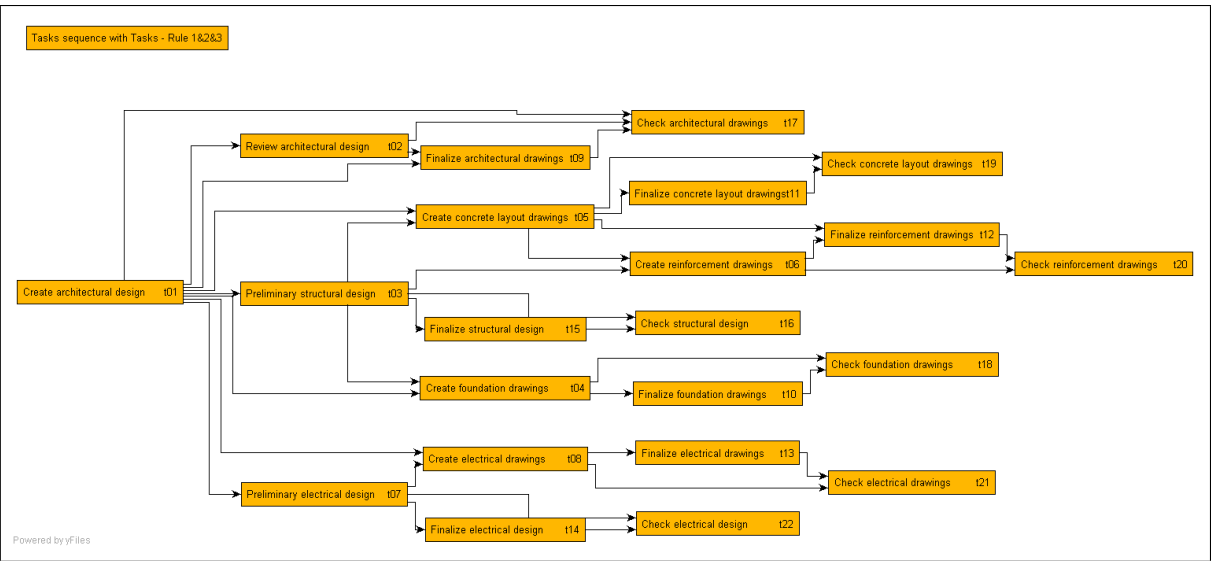 Tasks sequence with Tasks - Rule 1&2&3
Check architectural drawings t17
Review architectural design t02
Finalize architectural drawings t09
Check concrete layout drawings t19
Finalize concrete layout drawingst11
Create concrete layout drawings t05
Finalize reinforcement drawings t12
Create reinforcement drawings t06
Check reinforcement drawings t20
Create architectural design t01
Preliminary structural design t03
Finalize structural design t15
Check structural design t16
Check foundation drawings t18
Create foundation drawings t04
Finalize foundation drawings t10
Create electrical drawings t08
Finalize electrical drawings t13
Check electrical drawings t21
Preliminary electrical design t07
Finalize electrical design t14
Check electrical design t22
Powered by yFiles